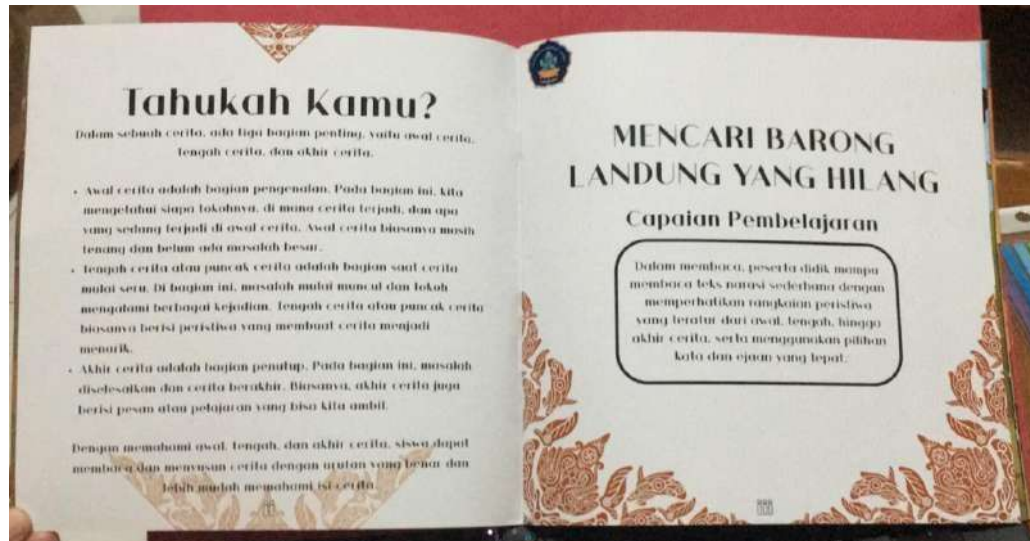 Tahukah Kamu?
Dalam sebuah cerita, ada tiga bagian penting, yaitu awal cerita,
tengah cerita, dan akhir cerita.
• Awal cerita adalah bagian pengenalan. Pada bagian ini, kita
mengetahui siapa tokohnya, di mana cerita terjadi, dan apa
yang sedang terjadi di awal cerita. Awal cerita biasanya masih
tenang dan belum ada masalah besar.
• Tengah cerita atau puncak cerita adalah bagian saat cerita
mulai seru. Di bagian ini, masalah mulai muncul dan tokoh
mengalami berbagai kejadian. Tengah cerita atau puncak cerita
biasanya berisi peristiwa yang membuat cerita menjadi
menarik.
• Akhir cerita adalah bagian penutup. Pada bagian ini, masalah
diselesaikan dan cerita berakhir. Biasanya, akhir cerita juga
berisi pesan atau pelajaran yang bisa kita ambil.
Dengan memahami awal, tengah, dan akhir cerita, siswa dapat
membaca dan menyusun cerita dengan urutan yang benar dan
lebih mudah memahami isi cerita.
MENCARI BARONG
LANDUNG YANG HILANG
Capaian Pembelajaran
Dalam membaca, peserta didik mampu
membaca teks narasi sederhana dengan
memperhatikan rangkaian peristiwa
yang teratur dari awal, tengah, hingga
akhir cerita, serta menggunakan pilihan
kata dan ejaan yang tepat.